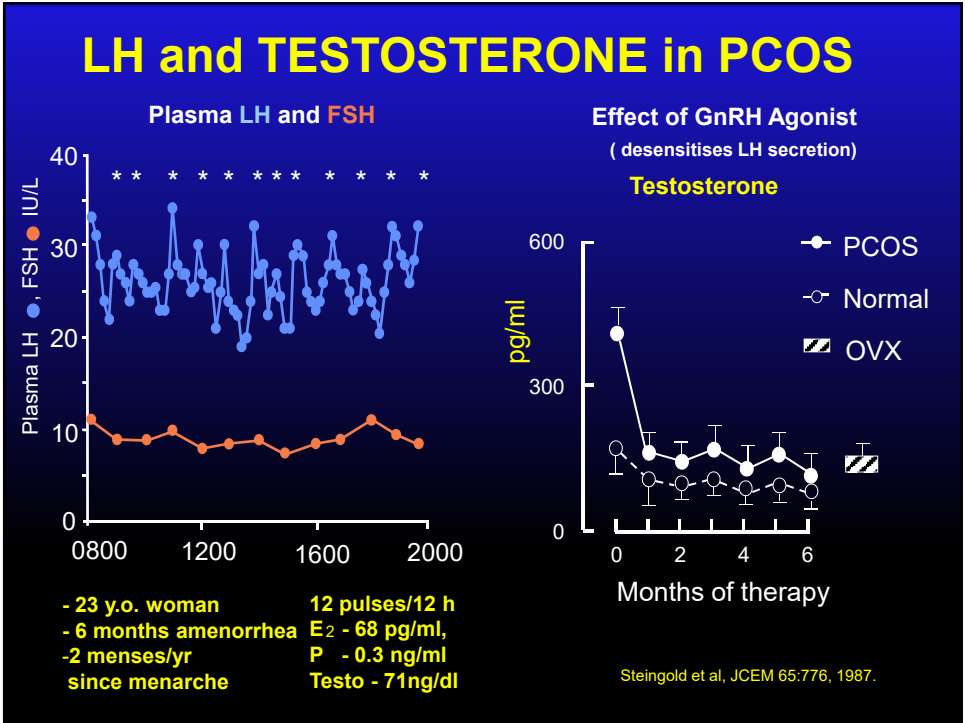 LH and TESTOSTERONE in PCOS
Plasma LH and FSH
40
30
20
10
0
Plasma LH , FSH IU/L
* * * * * * * * * * * *
0800 1200 1600 2000
- 23 y.o. woman
- 6 months amenorrhea
-2 menses/yr
since menarche
12 pulses/12 h
E2 - 68 pg/ml,
P - 0.3 ng/ml
Testo - 71ng/dl
Effect of GnRH Agonist
( desensitises LH secretion)
Testosterone
600
300
0
pg/ml
PCOS
Normal
OVX
0 2 4 6
Months of therapy
Steingold et al, JCEM 65:776, 1987.